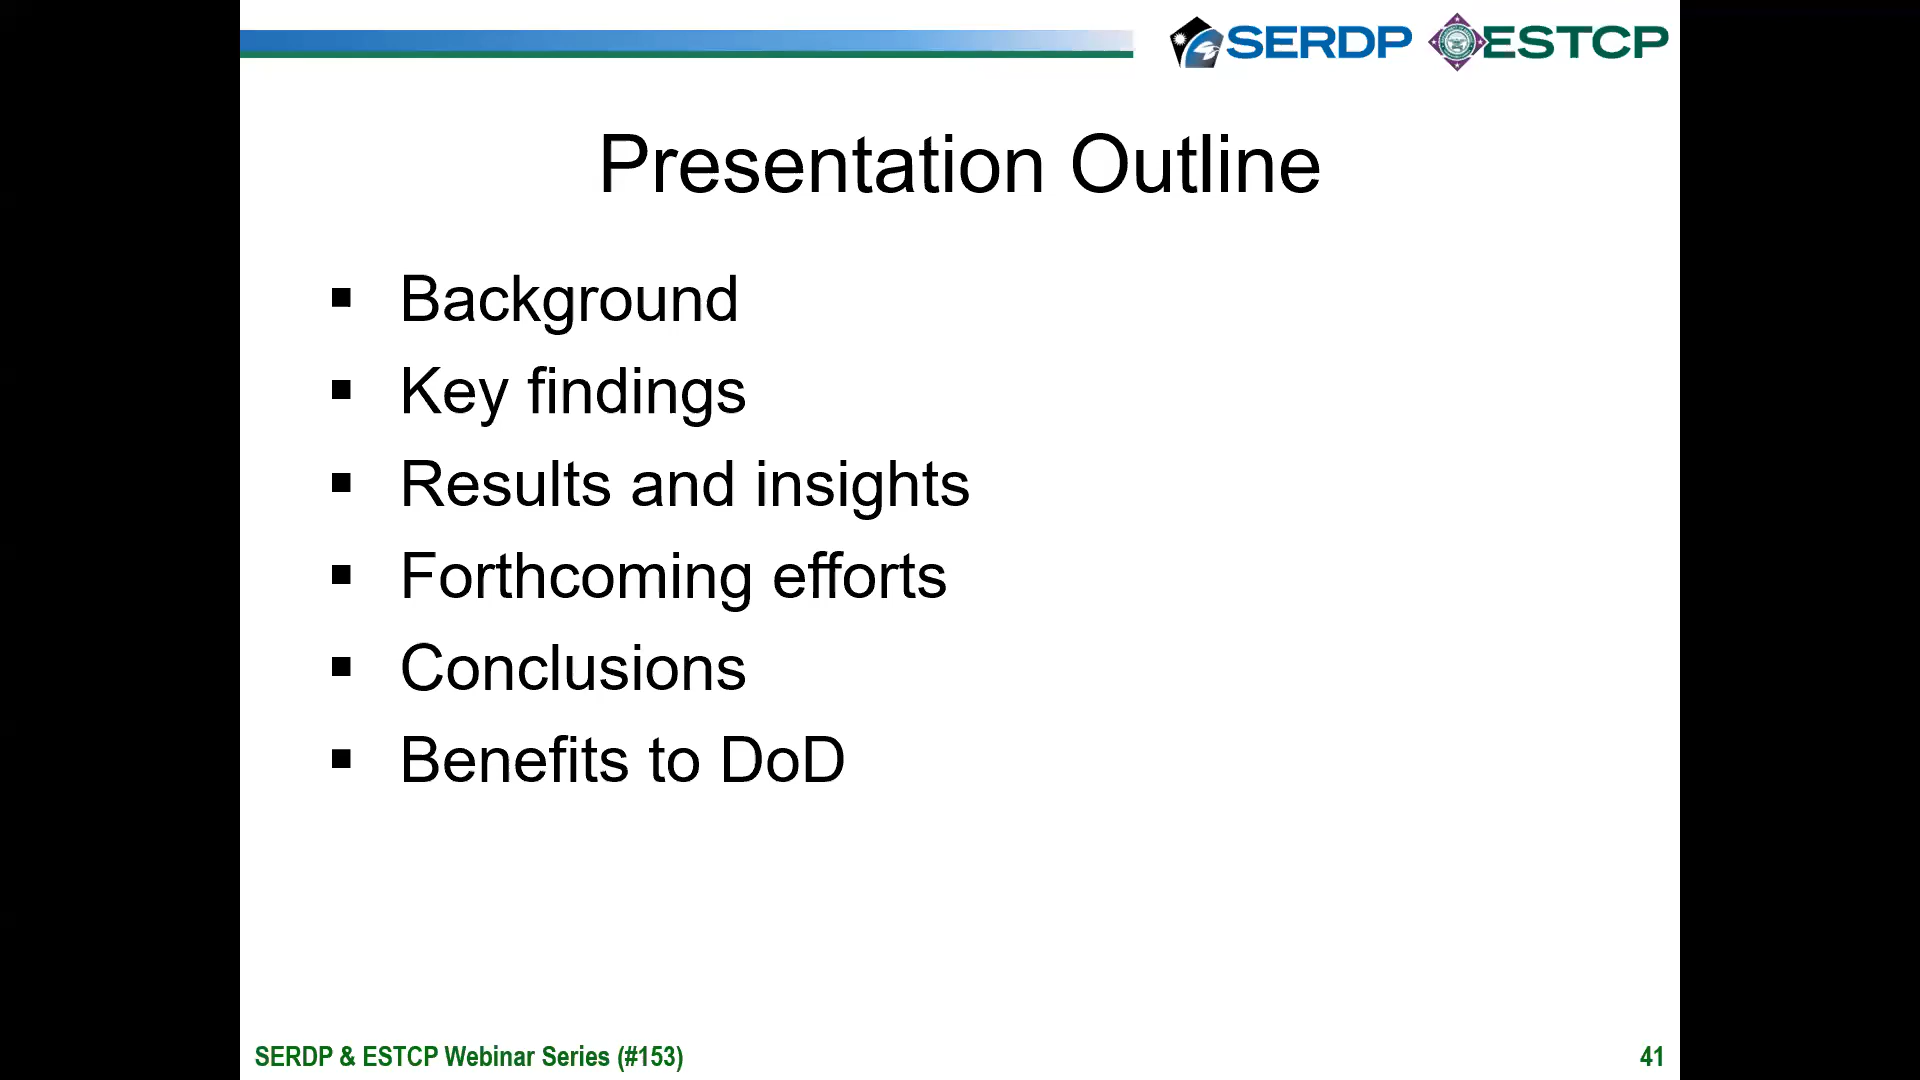 SERDP ESTCP
Presentation Outline
▪ Background
▪ Key findings
▪ Results and insights
▪ Forthcoming efforts
▪ Conclusions
▪ Benefits to DoD
SERDP & ESTCP Webinar Series (#153)
41